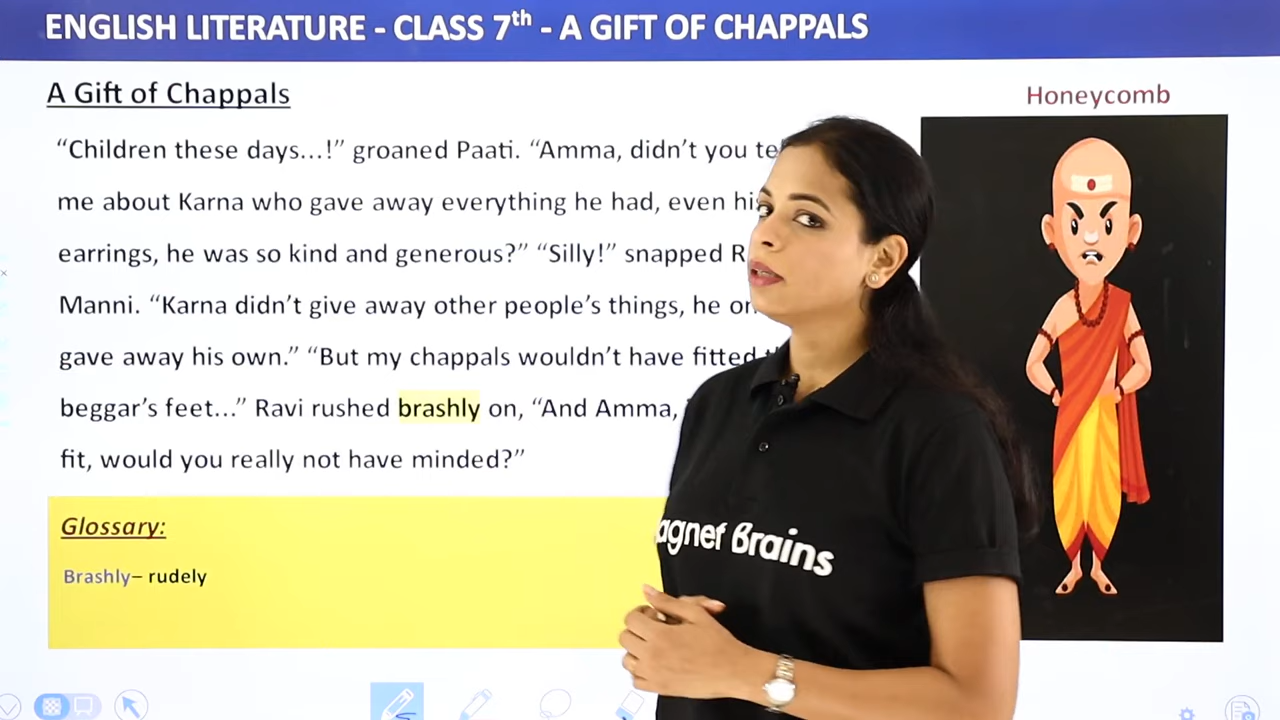 ENGLISH LITERATURE - CLASS 7th - A GIFT OF CHAPPALS
A Gift of Chappals
Honeycomb
“Children these days...!” groaned Paati. “Amma, didn’t you
me about Karna who gave away everything he had, even
earrings, he was so kind and generous?” “Silly!” snapped
Manni. “Karna didn’t give away other people’s things, he
gave away his own.” “But my chappals wouldn’t have fitted
beggar’s feet...” Ravi rushed brashly on, “And Amma,
fit, would you really not have minded?”
Glossary:
Brashly– rudely
Brains